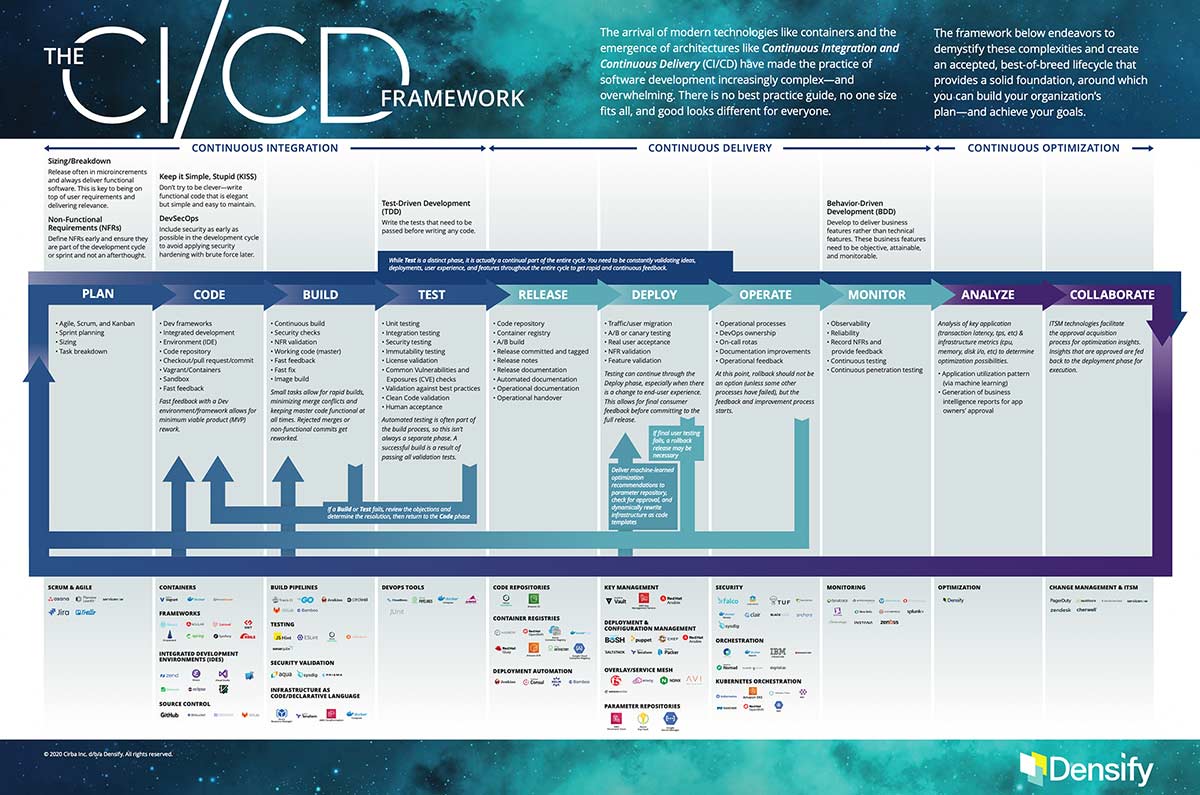 THE CI/CD FRAMEWORK
The arrival of modern technologies like containers and the
emergence of architectures like Continuous Integration and
Continuous Delivery (CI/CD) have made the practice of
software development increasingly complex—and
overwhelming. There is no best practice guide, no one size
fits all, and good looks different for everyone.
The framework below endeavors to
demystify these complexities and create
an accepted, best-of-breed lifecycle that
provides a solid foundation, around which
you can build your organization's
plan—and achieve your goals.
CONTINUOUS INTEGRATION
CONTINUOUS DELIVERY
CONTINUOUS OPTIMIZATION
Sizing/Breakdown
Release often in microincrements
and always deliver functional
software. This is key to being on
top of user requirements and
delivering relevance.
Non-Functional
Requirements (NFRs)
Define NFRs early and ensure they
are part of the development cycle
or sprint and not an afterthought.
Keep it Simple, Stupid (KISS)
Don't try to be clever—write
functional code that is elegant
but simple and easy to maintain.
DevSecOps
Include security as early as
possible in the development cycle
to avoid applying security
hardening with brute force later.
Test-Driven Development
(TDD)
Write the tests that need to be
passed before writing any code.
Behavior-Driven
Development (BDD)
Develop to deliver business
features rather than technical
features. These business features
need to be objective, attainable,
and monitorable.
While Test is a distinct phase, it is actually a continual part of the entire cycle. You need to be constantly validating ideas,
deployments, user experience, and features throughout the entire cycle to get rapid and continuous feedback.
PLAN
CODE
BUILD
TEST
RELEASE
DEPLOY
OPERATE
MONITOR
ANALYZE
COLLABORATE
• Agile, Scrum, and Kanban
• Sprint planning
• Sizing
• Task breakdown
• Dev frameworks
• Integrated development
Environment (IDE)
• Code repository
• Checkout/pull request/commit
• Vagrant/Containers
• Sandbox
• Fast feedback
Fast feedback with a Dev
environment/framework allows for
minimum viable product (MVP)
rework.
• Continuous build
• Security checks
• NFR validation
• Working code (master)
• Fast feedback
• Fast fix
• Image build
Small tasks allow for rapid builds,
minimizing merge conflicts and
keeping master code functional at
all times. Rejected merges or
non-functional commits get
reworked.
• Unit testing
• Integration testing
• Security testing
• Immutability testing
• License validation
• Common Vulnerabilities and
Exposures (CVE) checks
• Validation against best practices
• Clean Code validation
• Human acceptance
Automated testing is often part of
the build process, so this isn't
always a separate phase. A
successful build is a result of
passing all validation tests.
• Code repository
• Container registry
• A/B build
• Release committed and tagged
• Release notes
• Release documentation
• Automated documentation
• Operational documentation
• Operational handover
• Traffic/user migration
• A/B or canary testing
• Real user acceptance
• NFR validation
• Feature validation
Testing can continue through the
Deploy phase, especially when there
is a change to end-user experience.
This allows for final consumer
feedback before committing to the
full release.
• Operational processes
• DevOps ownership
• On-call rotas
• Documentation improvements
• Operational feedback
At this point, rollback should not be
an option (unless some other
processes have failed), but the
feedback and improvement process
starts.
• Observability
• Reliability
• Record NFRs and
provide feedback
• Continuous testing
• Continuous penetration testing
Analysis of key application
(transaction latency, tps, etc) &
infrastructure metrics (cpu,
memory, disk i/o, etc) to determine
optimization possibilities.
• Application utilization pattern
(via machine learning)
• Generation of business
intelligence reports for app
owners' approval
ITSM technologies facilitate
the approval acquisition
process for optimization insights.
Insights that are approved are fed
back to the deployment phase for
execution.
If final user testing
fails, a rollback
release may be
necessary
Deliver machine-learned
optimization
recommendations to
parameter repository,
check for approval, and
dynamically rewrite
infrastructure as code
templates
If a Build or Test fails, review the objections and
determine the resolution, then return to the Code phase
SCRUM & AGILE
asana
Jira
Trello
CONTAINERS
Vagrant
docker
FRAMEWORKS
spring
INTEGRATED DEVELOPMENT
ENVIRONMENTS (IDES)
zend
eclipse
SOURCE CONTROL
GitHub
BUILD PIPELINES
GO
Bamboo
TESTING
JSHint
ESLint
SECURITY VALIDATION
aqua
sysdig
PRISMA
INFRASTRUCTURE AS
CODE/DECLARATIVE LANGUAGE
Terraform
DEVOPS TOOLS
JUnit
CODE REPOSITORIES
CONTAINER REGISTRIES
DEPLOYMENT AUTOMATION
Consul
Bamboo
KEY MANAGEMENT
Vault
Red Hat
Ansible
DEPLOYMENT &
CONFIGURATION MANAGEMENT
BOSH
puppet
CHEF
Red Hat
Ansible
SALTSTACK
Terraform
Packer
OVERLAY/SERVICE MESH
NGINX
AVI
PARAMETER REPOSITORIES
SECURITY
falco
TUF
clair
sysdig
ORCHESTRATION
IBM
Nomad
KUBERNETES ORCHESTRATION
MONITORING
splunk
zenoss
OPTIMIZATION
Densify
CHANGE MANAGEMENT & ITSM
PagerDuty
zendesk
cherwell
© 2020 Cirba Inc. d/b/a Densify. All rights reserved.
Densify